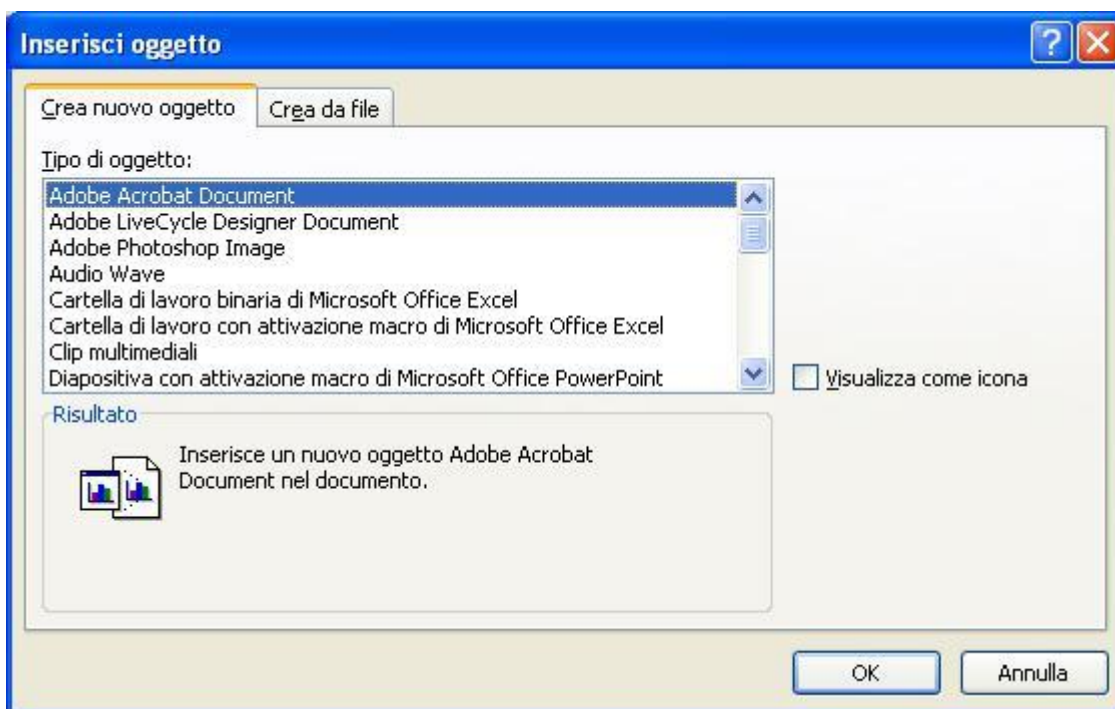 Inserisci oggetto
Crea nuovo oggetto
Crea da file
Tipo di oggetto:
Adobe Acrobat Document
Adobe LiveCycle Designer Document
Adobe Photoshop Image
Audio Wave
Cartella di lavoro binaria di Microsoft Office Excel
Cartella di lavoro con attivazione macro di Microsoft Office Excel
Clip multimediali
Diapositiva con attivazione macro di Microsoft Office PowerPoint
Visualizza come icona
Risultato
Inserisce un nuovo oggetto Adobe Acrobat
Document nel documento.
OK
Annulla